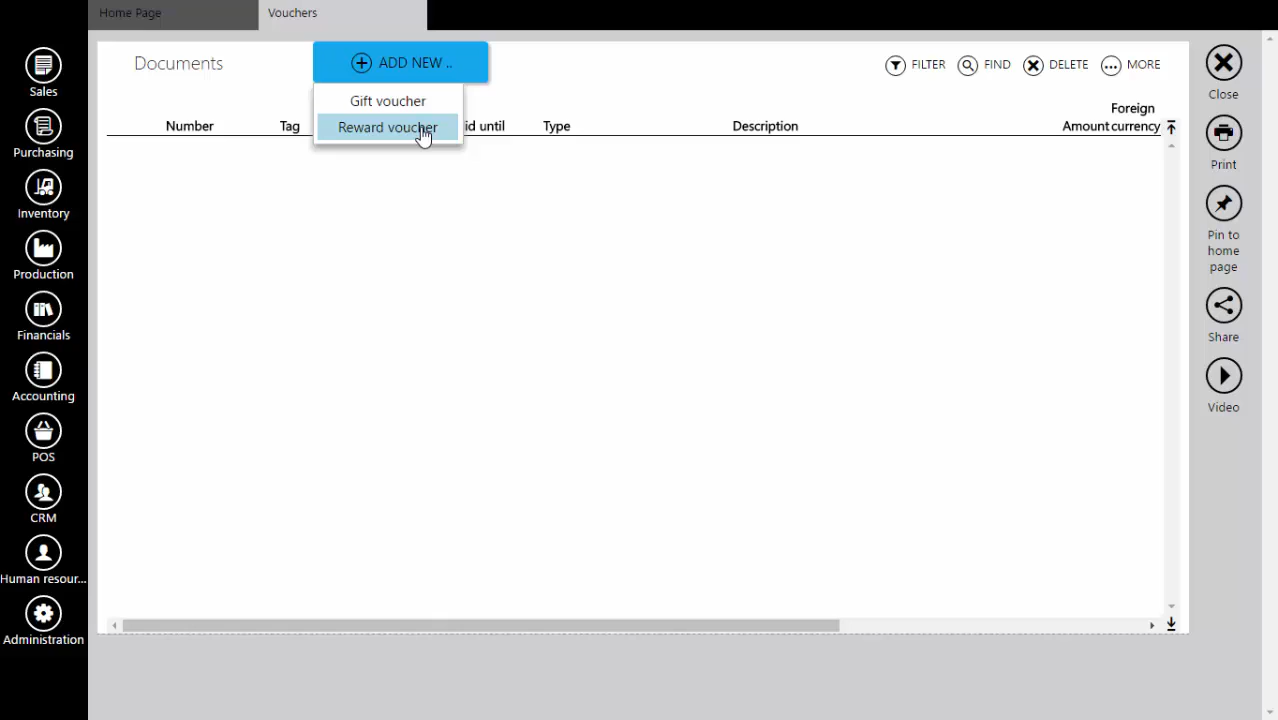 Home Page
Vouchers
Documents
ADD NEW ..
FILTER
FIND
DELETE
MORE
Gift voucher
Reward voucher
Number
Tag
id until
Type
Description
Amount
Foreign
currency
Sales
Purchasing
Inventory
Production
Financials
Accounting
POS
CRM
Human resour...
Administration
Close
Print
Pin to
home
page
Share
Video